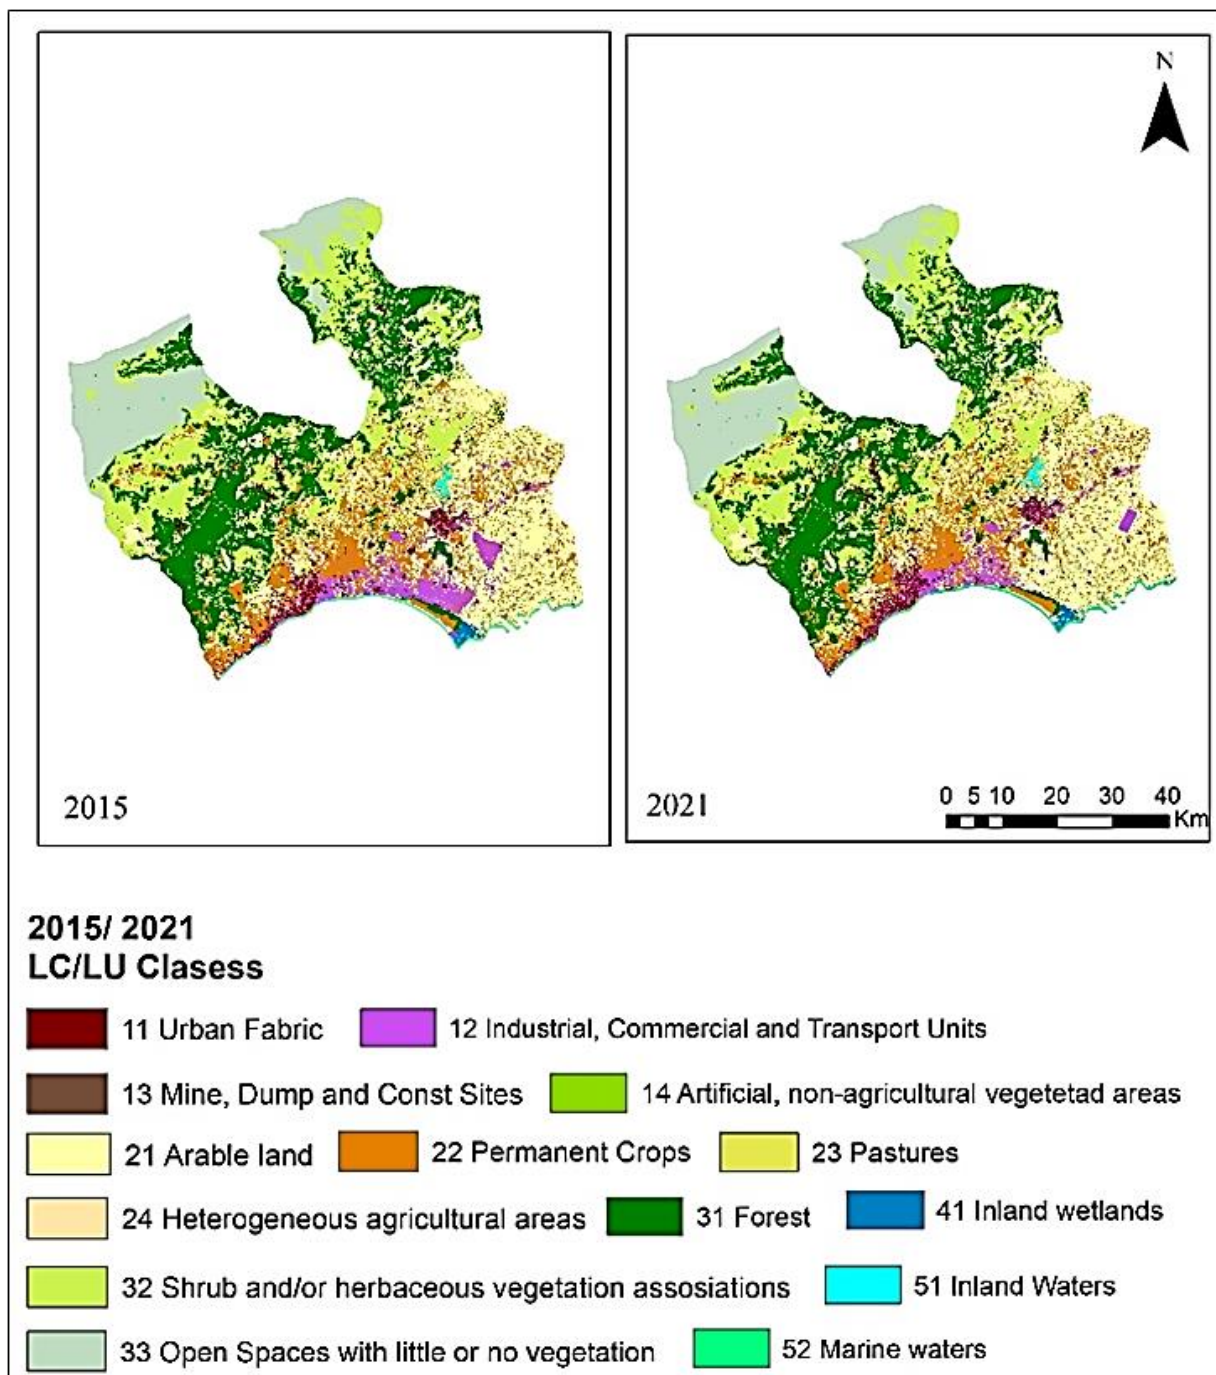 N
2015
2021
0 5 10 20 30 40
Km
2015/ 2021
LC/LU Clasess
11 Urban Fabric
12 Industrial, Commercial and Transport Units
13 Mine, Dump and Const Sites
14 Artificial, non-agricultural vegetetad areas
21 Arable land
22 Permanent Crops
23 Pastures
24 Heterogeneous agricultural areas
31 Forest
41 Inland wetlands
32 Shrub and/or herbaceous vegetation assosiations
51 Inland Waters
33 Open Spaces with little or no vegetation
52 Marine waters